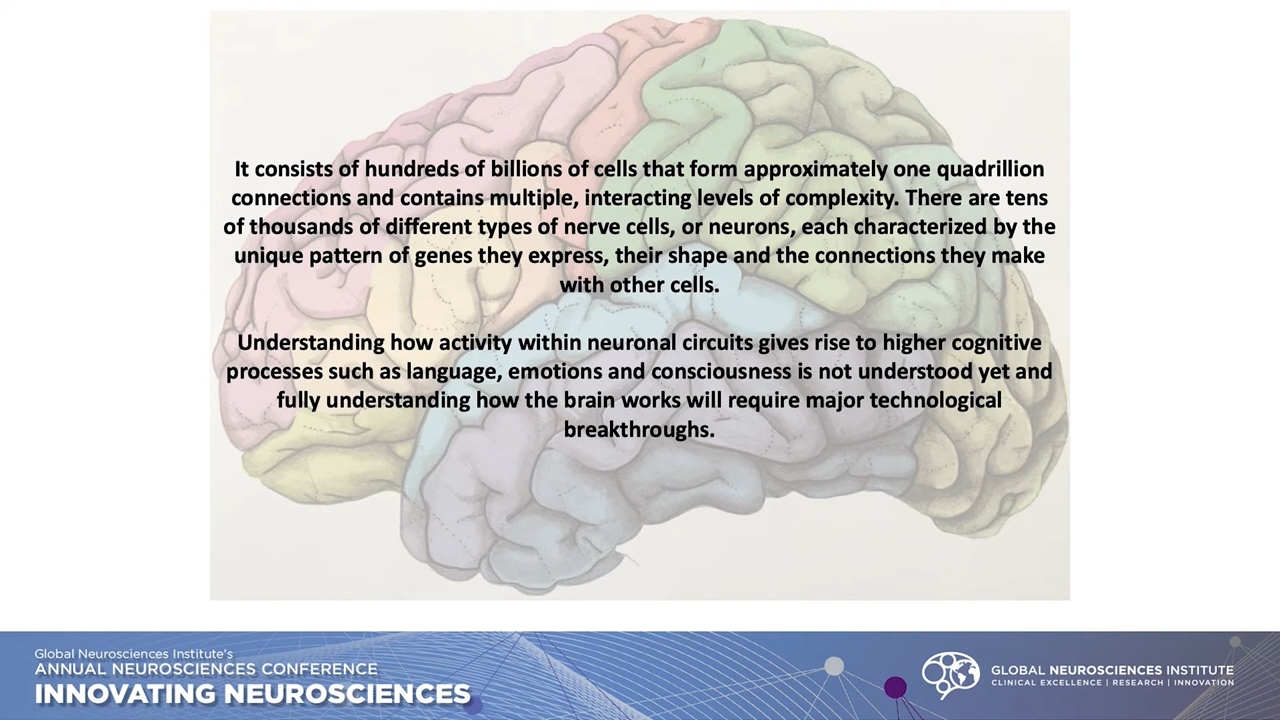 It consists of hundreds of billions of cells that form approximately one quadrillion
connections and contains multiple, interacting levels of complexity. There are tens
of thousands of different types of nerve cells, or neurons, each characterized by the
unique pattern of genes they express, their shape and the connections they make
with other cells.
Understanding how activity within neuronal circuits gives rise to higher cognitive
processes such as language, emotions and consciousness is not understood yet and
fully understanding how the brain works will require major technological
breakthroughs.
Global Neurosciences Institute's
ANNUAL NEUROSCIENCES CONFERENCE
INNOVATING NEUROSCIENCES
GLOBAL NEUROSCIENCES INSTITUTE
CLINICAL EXCELLENCE | RESEARCH | INNOVATION